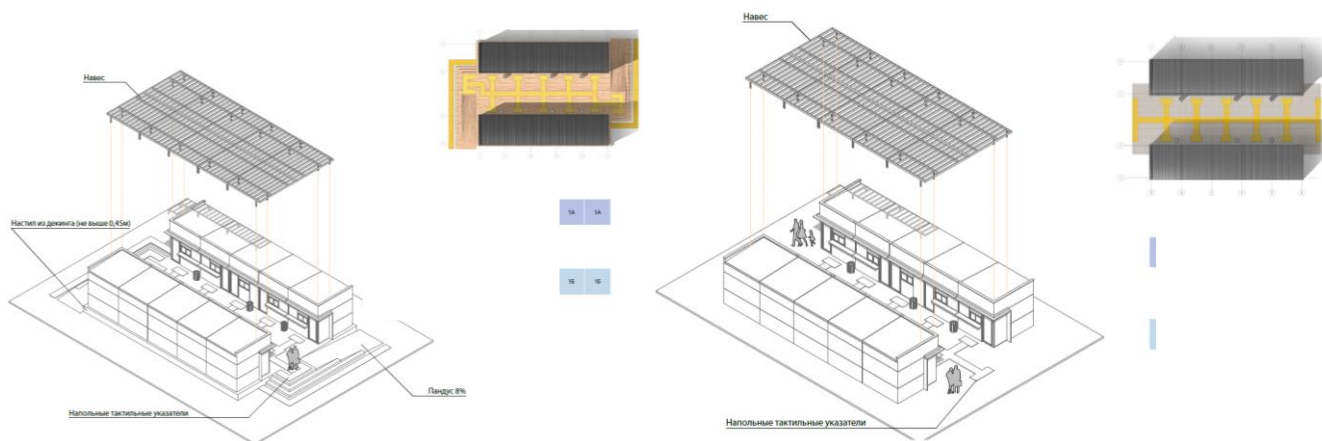 Навес
Настил из декинга (не выше 0,45м)
Пандус 8%
Напольные тактильные указатели
5А 5А
1Б 1Б
Навес
Напольные тактильные указатели